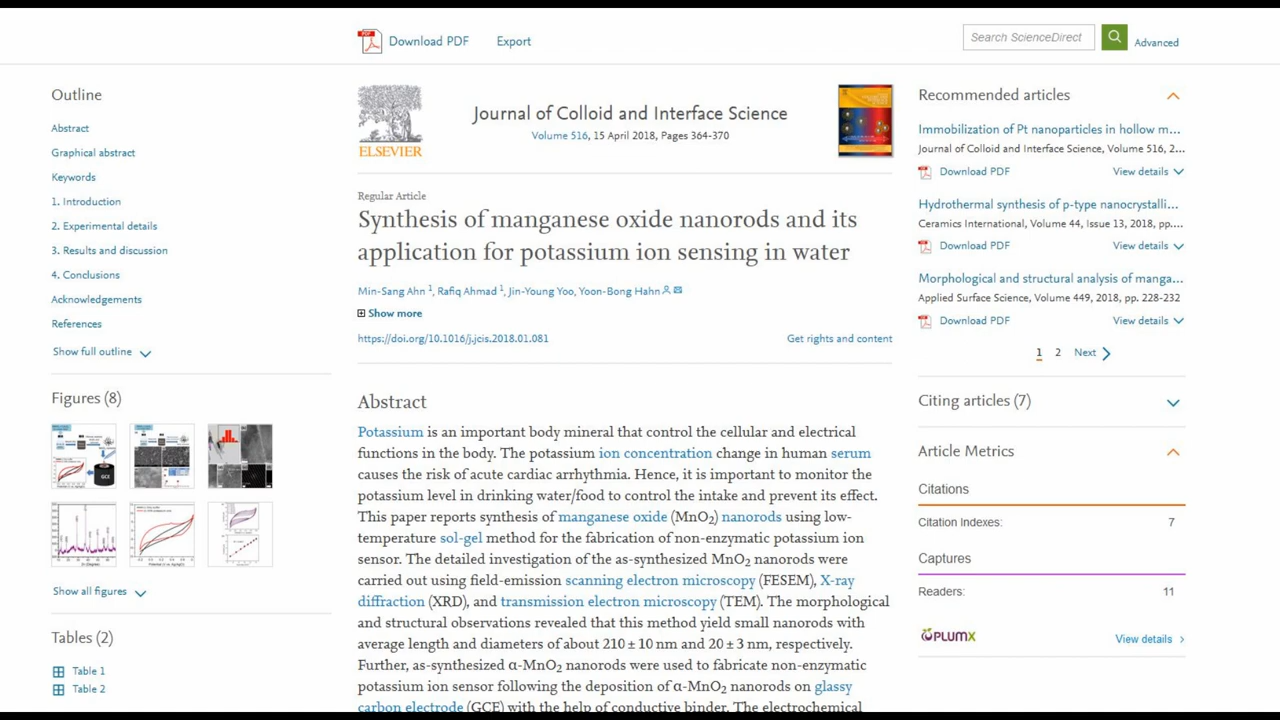 Download PDF
Export
Search ScienceDirect
Advanced
Outline
Abstract
Graphical abstract
Keywords
1. Introduction
2. Experimental details
3. Results and discussion
4. Conclusions
Acknowledgements
References
Show full outline
Figures (8)
Show all figures
Tables (2)
Table 1
Table 2
ELSEVIER
Journal of Colloid and Interface Science
Volume 516, 15 April 2018, Pages 364-370
Regular Article
Synthesis of manganese oxide nanorods and its
application for potassium ion sensing in water
Min-Sang Ahn 1, Rafiq Ahmad 1, Jin-Young Yoo, Yoon-Bong Hahn
Show more
https://doi.org/10.1016/j.jcis.2018.01.081
Get rights and content
Abstract
Potassium is an important body mineral that control the cellular and electrical
functions in the body. The potassium ion concentration change in human serum
causes the risk of acute cardiac arrhythmia. Hence, it is important to monitor the
potassium level in drinking water/food to control the intake and prevent its effect.
This paper reports synthesis of manganese oxide (MnO2) nanorods using low-
temperature sol-gel method for the fabrication of non-enzymatic potassium ion
sensor. The detailed investigation of the as-synthesized MnO2 nanorods were
carried out using field-emission scanning electron microscopy (FESEM), X-ray
diffraction (XRD), and transmission electron microscopy (TEM). The morphological
and structural observations revealed that this method yield small nanorods with
average length and diameters of about 210 ± 10 nm and 20 ± 3 nm, respectively.
Further, as-synthesized α-MnO2 nanorods were used to fabricate non-enzymatic
potassium ion sensor following the deposition of α-MnO2 nanorods on glassy
carbon electrode (GCE) with the help of conductive binder. The electrochemical
Recommended articles
Immobilization of Pt nanoparticles in hollow m...
Journal of Colloid and Interface Science, Volume 516, 2...
Download PDF
View details
Hydrothermal synthesis of p-type nanocrystalli...
Ceramics International, Volume 44, Issue 13, 2018, pp....
Download PDF
View details
Morphological and structural analysis of manga...
Applied Surface Science, Volume 449, 2018, pp. 228-232
Download PDF
View details
1 2 Next
Citing articles (7)
Article Metrics
Citations
Citation Indexes: 7
Captures
Readers: 11
PLUMX
View details